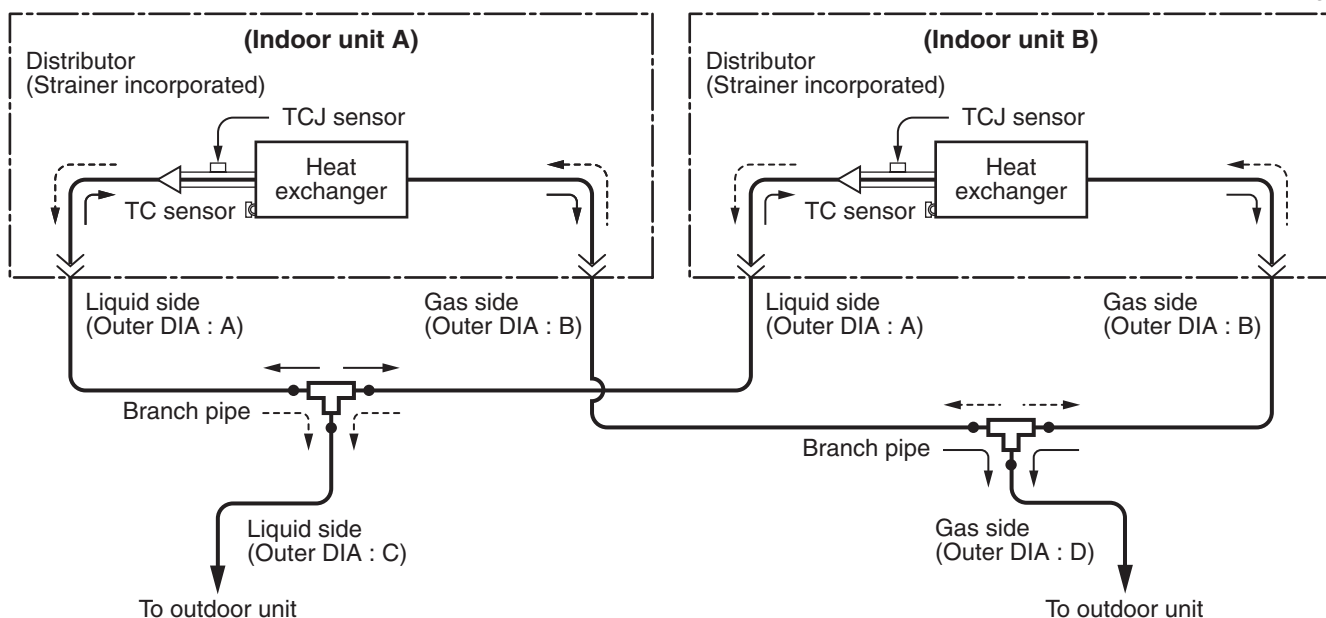 (Indoor unit A)
Distributor
(Strainer incorporated)
TCJ sensor
Heat
exchanger
TC sensor
Liquid side
(Outer DIA : A)
Gas side
(Outer DIA : B)
(Indoor unit B)
Distributor
(Strainer incorporated)
TCJ sensor
Heat
exchanger
TC sensor
Liquid side
(Outer DIA : A)
Gas side
(Outer DIA : B)
Branch pipe
Liquid side
(Outer DIA : C)
To outdoor unit
Branch pipe
Gas side
(Outer DIA : D)
To outdoor unit